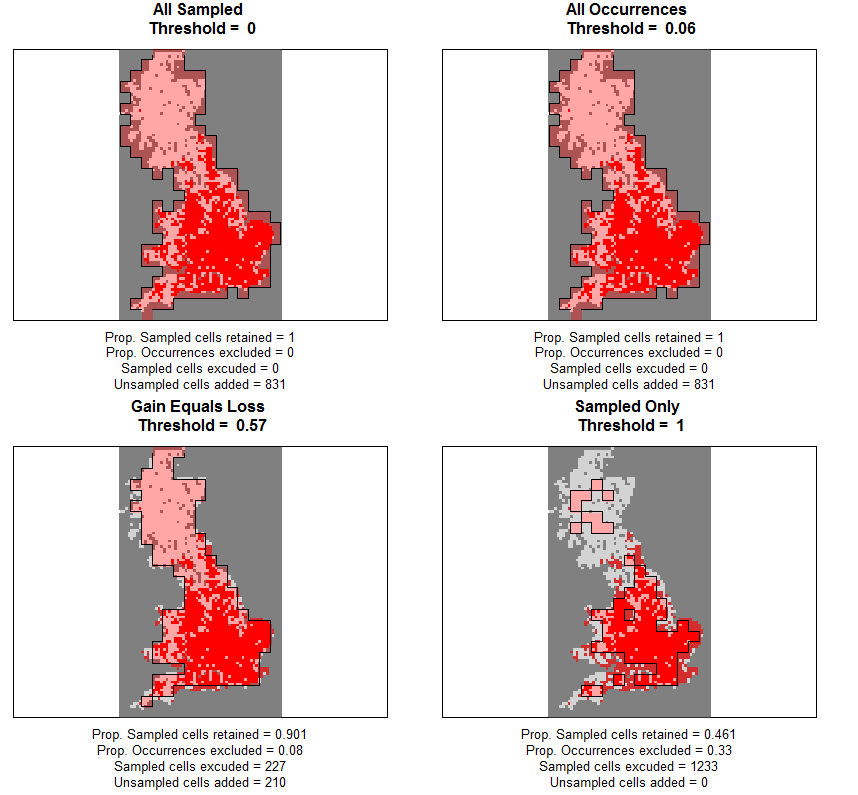 All Sampled
Threshold = 0
Prop. Sampled cells retained = 1
Prop. Occurrences excluded = 0
Sampled cells excuded = 0
Unsampled cells added = 831
All Occurrences
Threshold = 0.06
Prop. Sampled cells retained = 1
Prop. Occurrences excluded = 0
Sampled cells excuded = 0
Unsampled cells added = 831
Gain Equals Loss
Threshold = 0.57
Prop. Sampled cells retained = 0.901
Prop. Occurrences excluded = 0.08
Sampled cells excuded = 227
Unsampled cells added = 210
Sampled Only
Threshold = 1
Prop. Sampled cells retained = 0.461
Prop. Occurrences excluded = 0.33
Sampled cells excuded = 1233
Unsampled cells added = 0